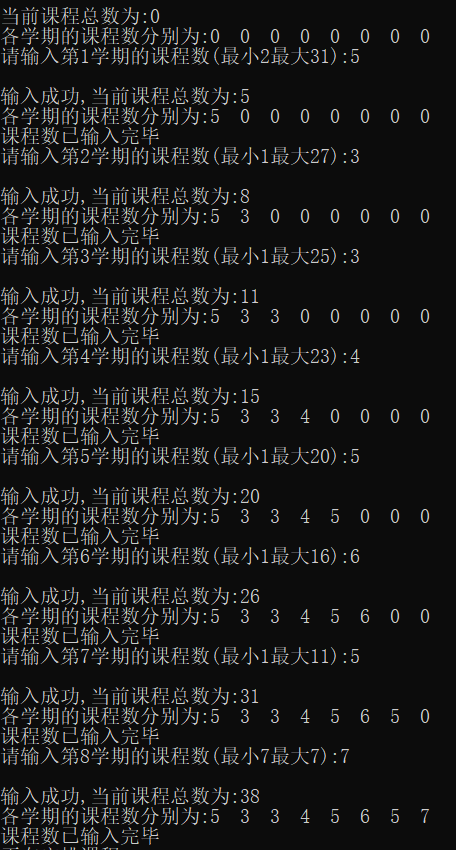 当前课程总数为:0
各学期的课程数分别为:0  0  0  0  0  0  0  0
请输入第1学期的课程数(最小2最大31):5
输入成功,当前课程总数为:5
各学期的课程数分别为:5  0  0  0  0  0  0  0
课程数已输入完毕
请输入第2学期的课程数(最小1最大27):3
输入成功,当前课程总数为:8
各学期的课程数分别为:5  3  0  0  0  0  0  0
课程数已输入完毕
请输入第3学期的课程数(最小1最大25):3
输入成功,当前课程总数为:11
各学期的课程数分别为:5  3  3  0  0  0  0  0
课程数已输入完毕
请输入第4学期的课程数(最小1最大23):4
输入成功,当前课程总数为:15
各学期的课程数分别为:5  3  3  4  0  0  0  0
课程数已输入完毕
请输入第5学期的课程数(最小1最大20):5
输入成功,当前课程总数为:20
各学期的课程数分别为:5  3  3  4  5  0  0  0
课程数已输入完毕
请输入第6学期的课程数(最小1最大16):6
输入成功,当前课程总数为:26
各学期的课程数分别为:5  3  3  4  5  6  0  0
课程数已输入完毕
请输入第7学期的课程数(最小1最大11):5
输入成功,当前课程总数为:31
各学期的课程数分别为:5  3  3  4  5  6  5  0
课程数已输入完毕
请输入第8学期的课程数(最小7最大7):7
输入成功,当前课程总数为:38
各学期的课程数分别为:5  3  3  4  5  6  5  7
课程数已输入完毕